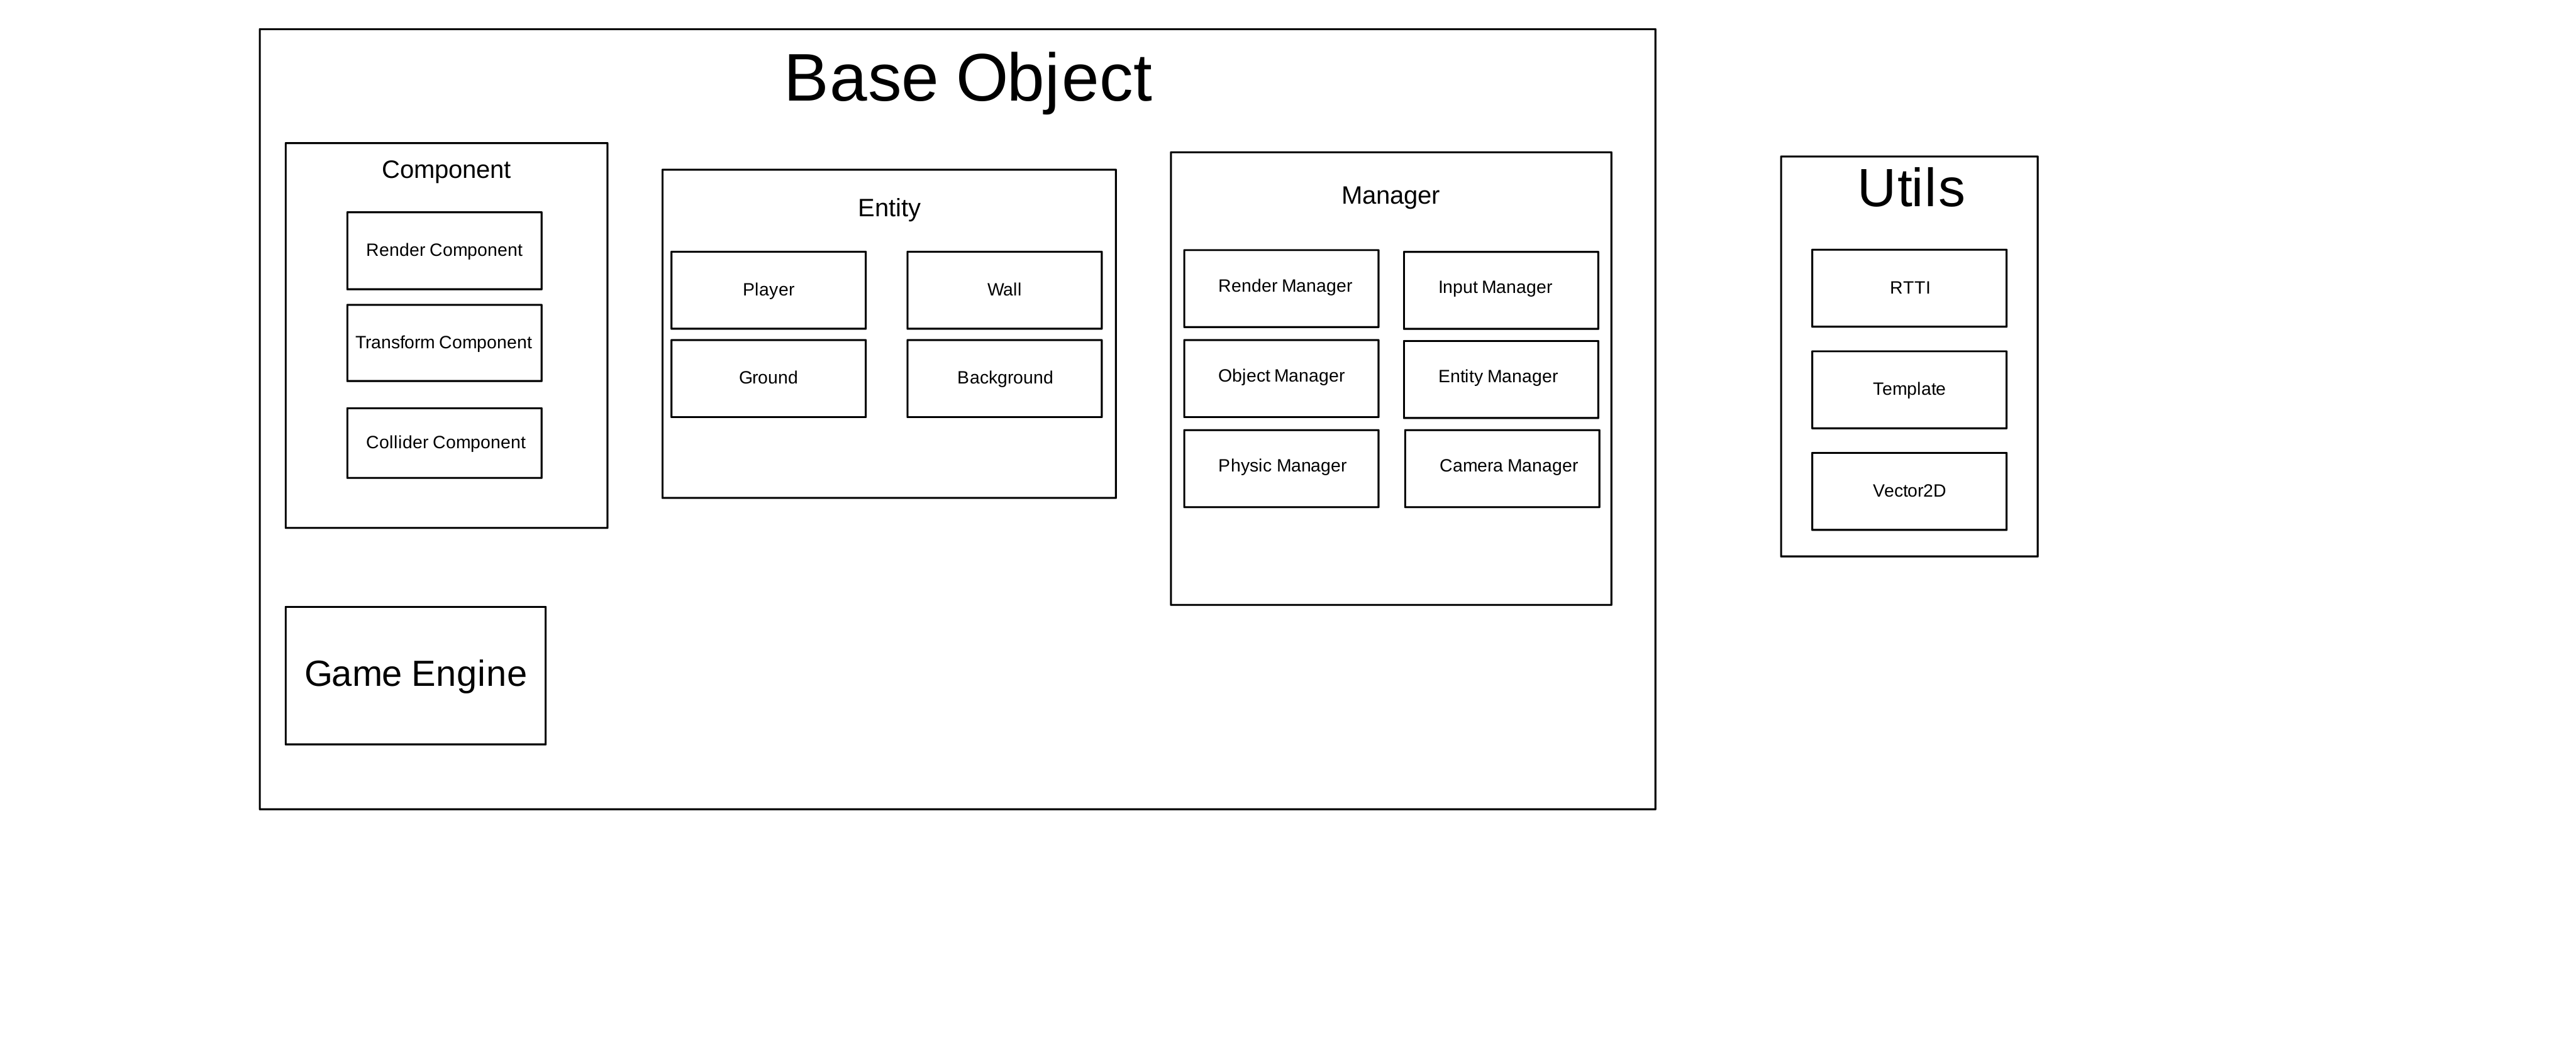 Base Object
Component
Render Component
Transform Component
Collider Component
Entity
Player
Wall
Ground
Background
Manager
Render Manager
Input Manager
Object Manager
Entity Manager
Physic Manager
Camera Manager
Game Engine
Utils
RTTI
Template
Vector2D